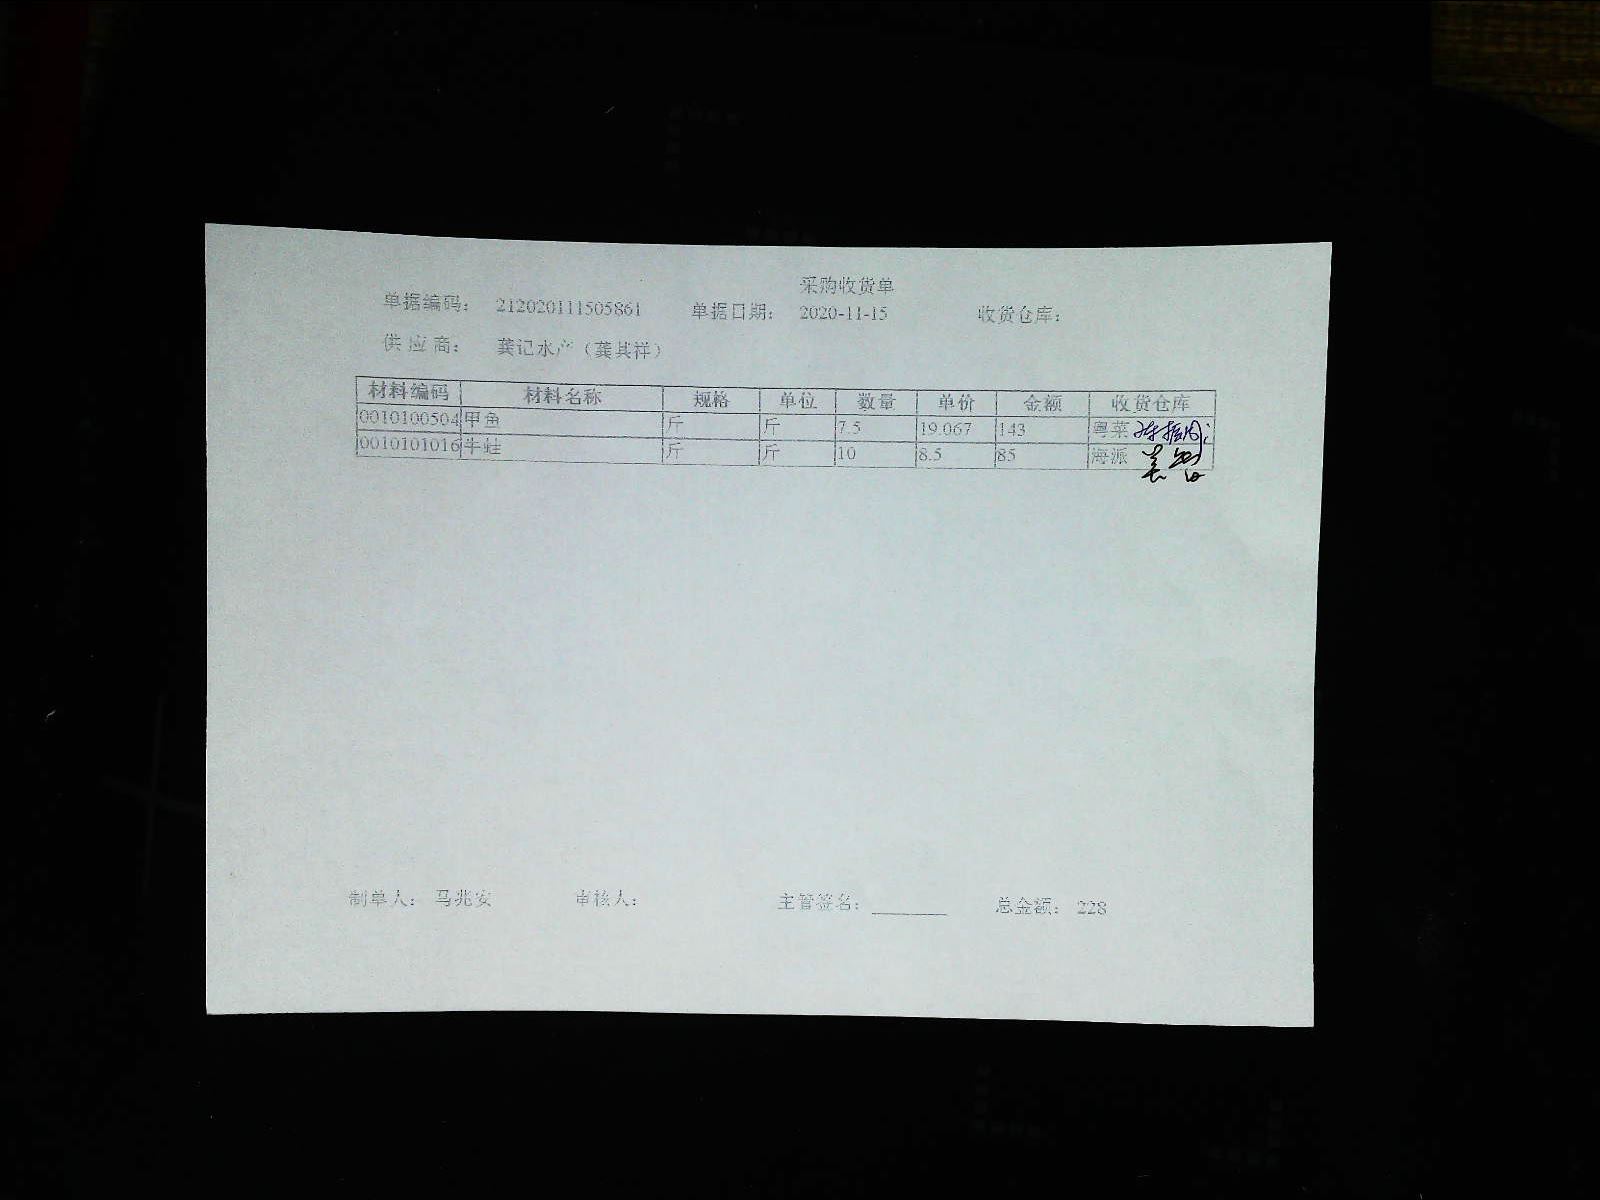 采购收货单
单据编码： 212020111505861 单据日期： 2020-11-15 收货仓库：
供应商： 龚记水产（龚其祥）
材料编码 材料名称 规格 单位 数量 单价 金额 收货仓库
0010100504 甲鱼 斤 斤 7.5 19.067 143 粤菜
0010101016 牛蛙 斤 斤 10 8.5 85 海派
制单人： 马兆安 审核人： 主管签名： 总金额： 228